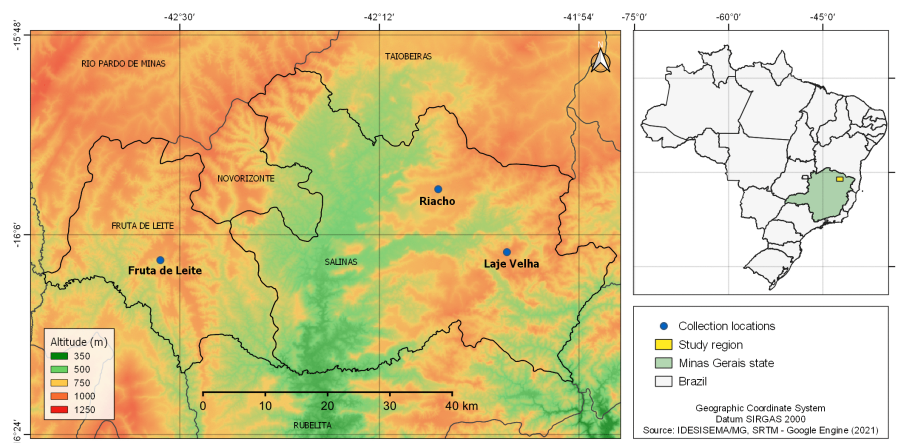 -42°30'
-42°12'
-41°54'
-75°0'
-60°0'
-45°0'
-15°48'
RIO PARDO DE MINAS
TAIOBEIRAS
NOVORIZONTE
Riacho
FRUTA DE LEITE
-16°6'
SALINAS
Fruta de Leite
Laje Velha
Altitude (m)
350
500
750
1000
1250
0 10 20 30 40 km
RUBELITA
6°24'
Collection locations
Study region
Minas Gerais state
Brazil
Geographic Coordinate System
Datum SIRGAS 2000
Source: IDESISEMA/MG, SRTM - Google Engine (2021)